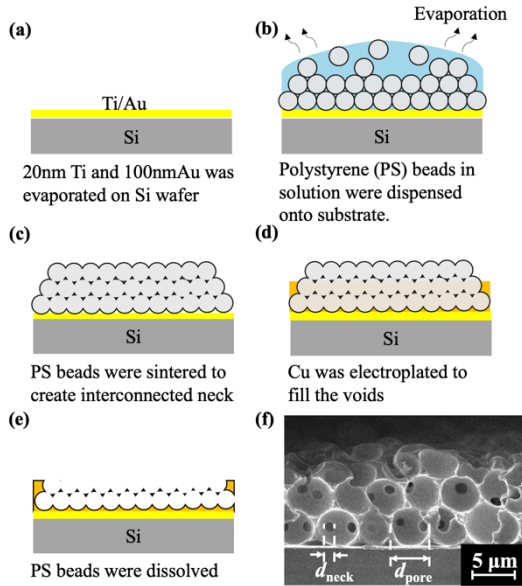 (a)
Ti/Au
Si
20nm Ti and 100nmAu was
evaporated on Si wafer
(b)
Evaporation
Si
Polystyrene (PS) beads in
solution were dispensed
onto substrate.
(c)
Si
PS beads were sintered to
create interconnected neck
(d)
Si
Cu was electroplated to
fill the voids
(e)
Si
PS beads were dissolved
(f)
d_neck
d_pore
5 μm